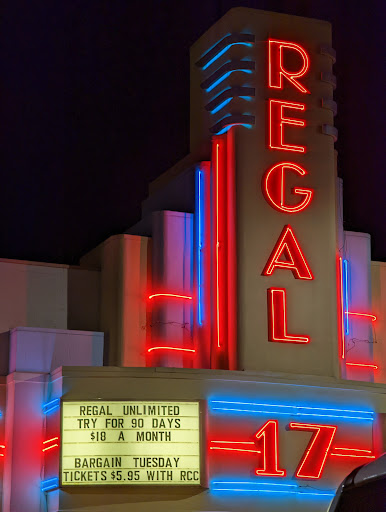 REGAL
REGAL UNLIMITED
TRY FOR 90 DAYS
$18 A MONTH
BARGAIN TUESDAY
TICKETS $5.95 WITH RCC
17